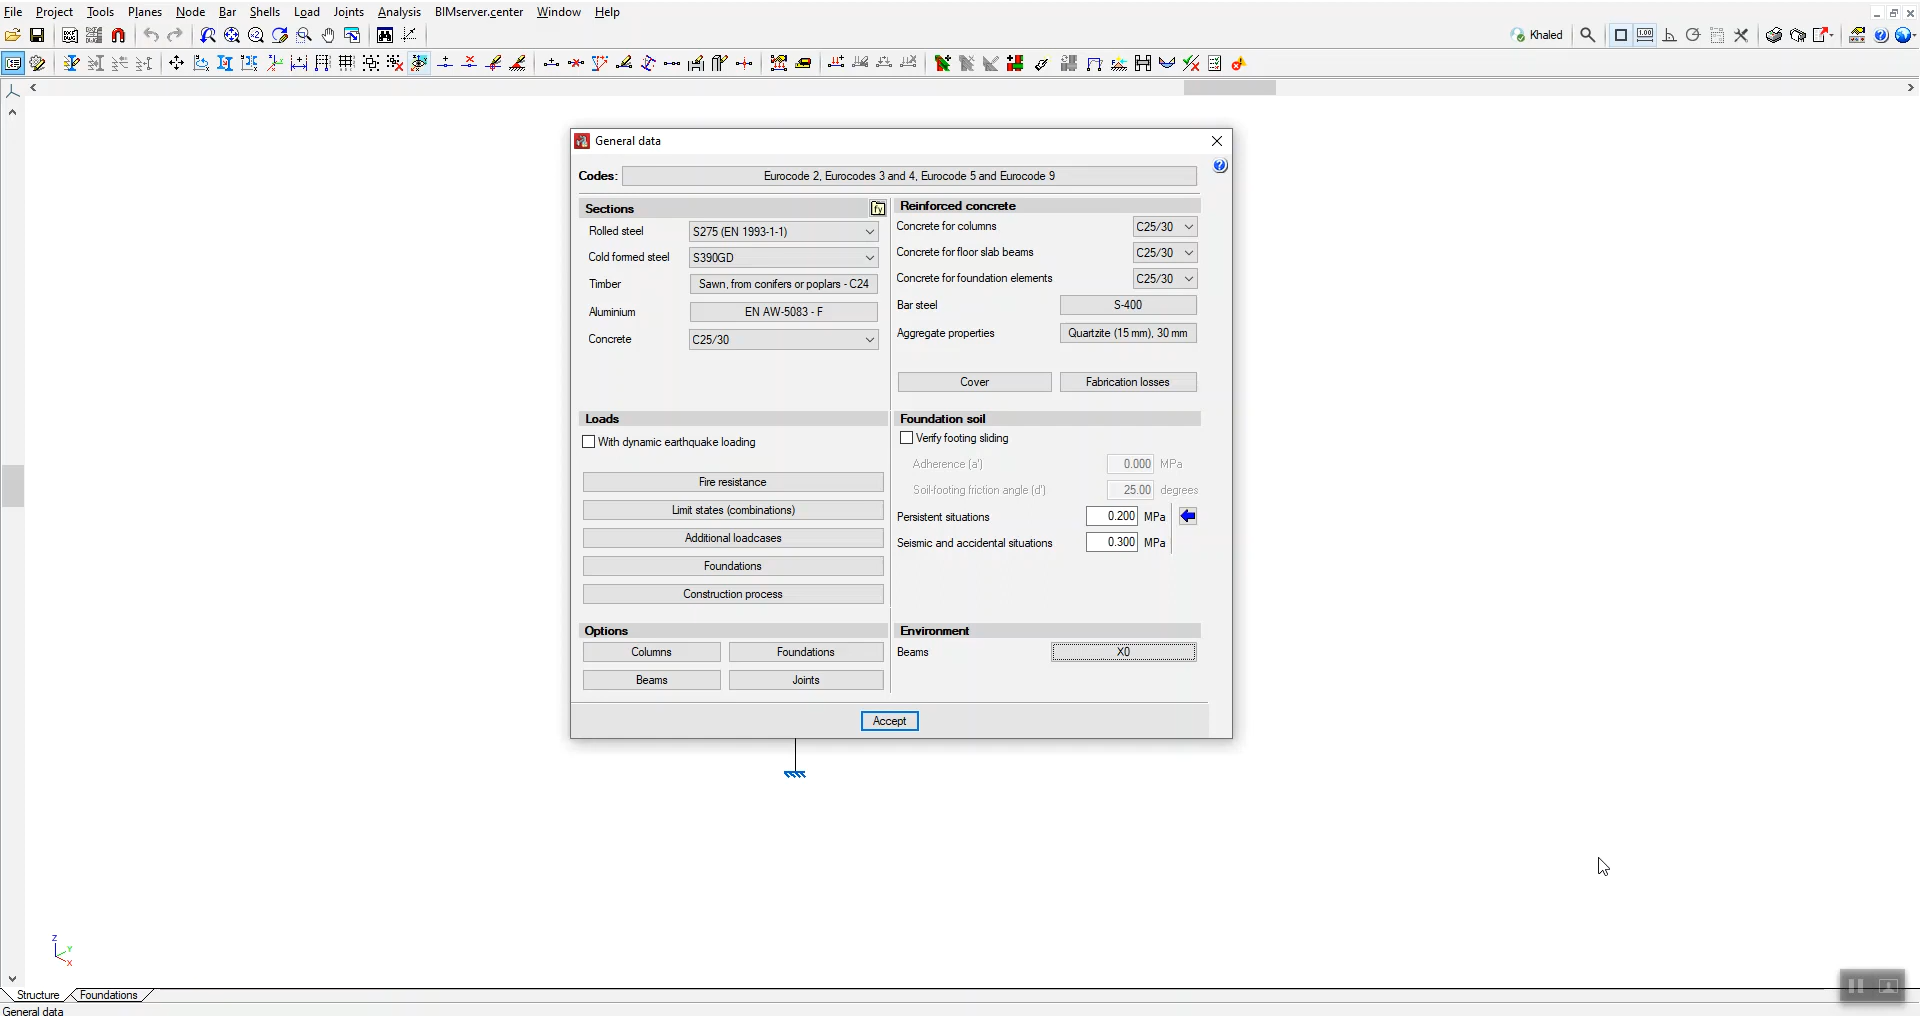 File Project Tools Planes Node Bar Shells Load Joints Analysis BIMserver.center Window Help
Khaled
General data
Codes: Eurocode 2, Eurocodes 3 and 4, Eurocode 5 and Eurocode 9
Sections
Rolled steel S275 (EN 1993-1-1)
Cold formed steel S390GD
Timber Sawn, from conifers or poplars - C24
Aluminium EN AW-5083 - F
Concrete C25/30
Reinforced concrete
Concrete for columns C25/30
Concrete for floor slab beams C25/30
Concrete for foundation elements C25/30
Bar steel S-400
Aggregate properties Quartzite (15 mm), 30 mm
Cover Fabrication losses
Loads
With dynamic earthquake loading
Fire resistance
Limit states (combinations)
Additional loadcases
Foundations
Construction process
Foundation soil
Verify footing sliding
Adherence (a') 0.000 MPa
Soil-footing friction angle (d') 25.00 degrees
Persistent situations 0.200 MPa
Seismic and accidental situations 0.300 MPa
Options
Columns Foundations
Beams Joints
Environment
Beams X0
Accept
Z
Y
X
Structure Foundations
General data